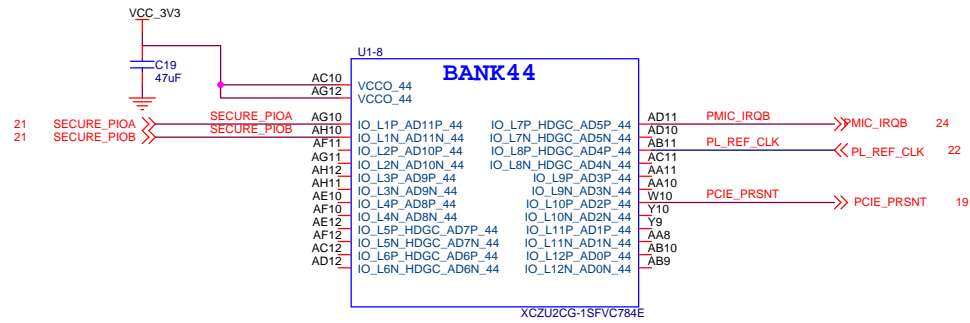 VCC_3V3
C19
47uF
U1-8
BANK44
AC10 VCCO_44
AG12 VCCO_44
21 SECURE_PIOA SECURE_PIOA AG10 IO_L1P_AD11P_44 IO_L7P_HDGC_AD5P_44 AD11 PMIC_IRQB PMIC_IRQB 24
21 SECURE_PIOB SECURE_PIOB AH10 IO_L1N_AD11N_44 IO_L7N_HDGC_AD5N_44 AD10
AF11 IO_L2P_AD10P_44 IO_L8P_HDGC_AD4P_44 AB11 PL_REF_CLK PL_REF_CLK 22
AG11 IO_L2N_AD10N_44 IO_L8N_HDGC_AD4N_44 AC11
AH12 IO_L3P_AD9P_44 IO_L9P_AD3P_44 AA11
AH11 IO_L3N_AD9N_44 IO_L9N_AD3N_44 AA10
AE10 IO_L4P_AD8P_44 IO_L10P_AD2P_44 W10 PCIE_PRSNT PCIE_PRSNT 19
AF10 IO_L4N_AD8N_44 IO_L10N_AD2N_44 Y10
AE12 IO_L5P_HDGC_AD7P_44 IO_L11P_AD1P_44 Y9
AF12 IO_L5N_HDGC_AD7N_44 IO_L11N_AD1N_44 AA8
AC12 IO_L6P_HDGC_AD6P_44 IO_L12P_AD0P_44 AB10
AD12 IO_L6N_HDGC_AD6N_44 IO_L12N_AD0N_44 AB9
XCZU2CG-1SFVC784E